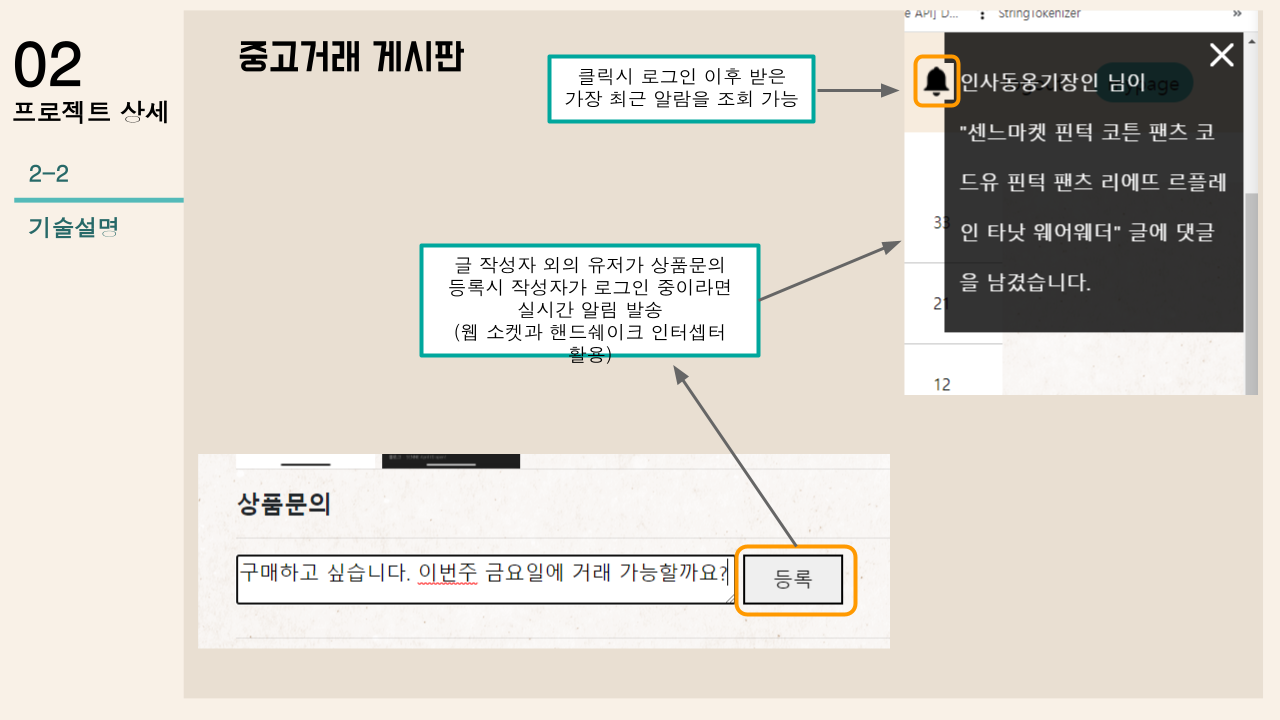 02
프로젝트 상세
2-2
기술설명
중고거래 게시판
클릭시 로그인 이후 받은
가장 최근 알람을 조회 가능
글 작성자 외의 유저가 상품문의
등록시 작성자가 로그인 중이라면
실시간 알림 발송
(웹 소켓과 핸드쉐이크 인터셉터
활용)
e API] D... StringTokenizer »
인사동옹기장인 님이
"센느마켓 핀턱 코튼 팬츠 코
드유 핀턱 팬츠 리에뜨 르플레
인 타낫 웨어웨더" 글에 댓글
을 남겼습니다.
33
21
12
상품문의
구매하고 싶습니다. 이번주 금요일에 거래 가능할까요?
등록